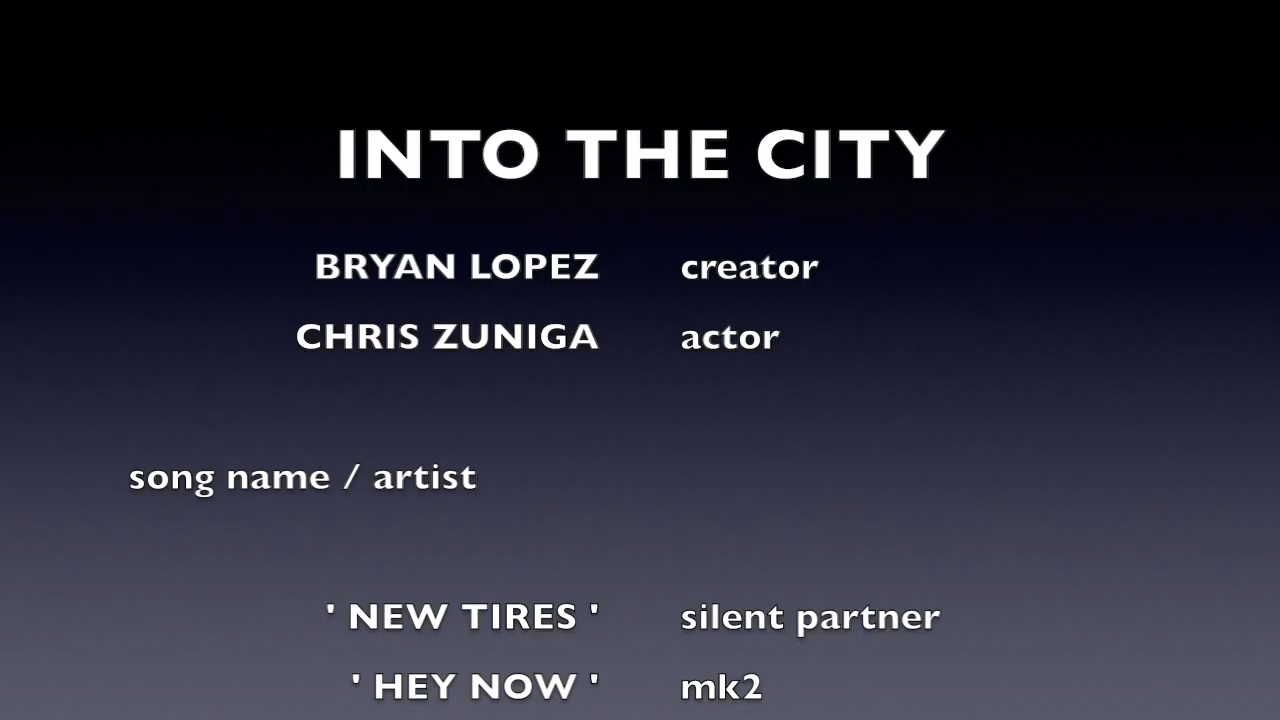 INTO THE CITY
BRYAN LOPEZ creator
CHRIS ZUNIGA actor
song name / artist
' NEW TIRES ' silent partner
' HEY NOW ' mk2